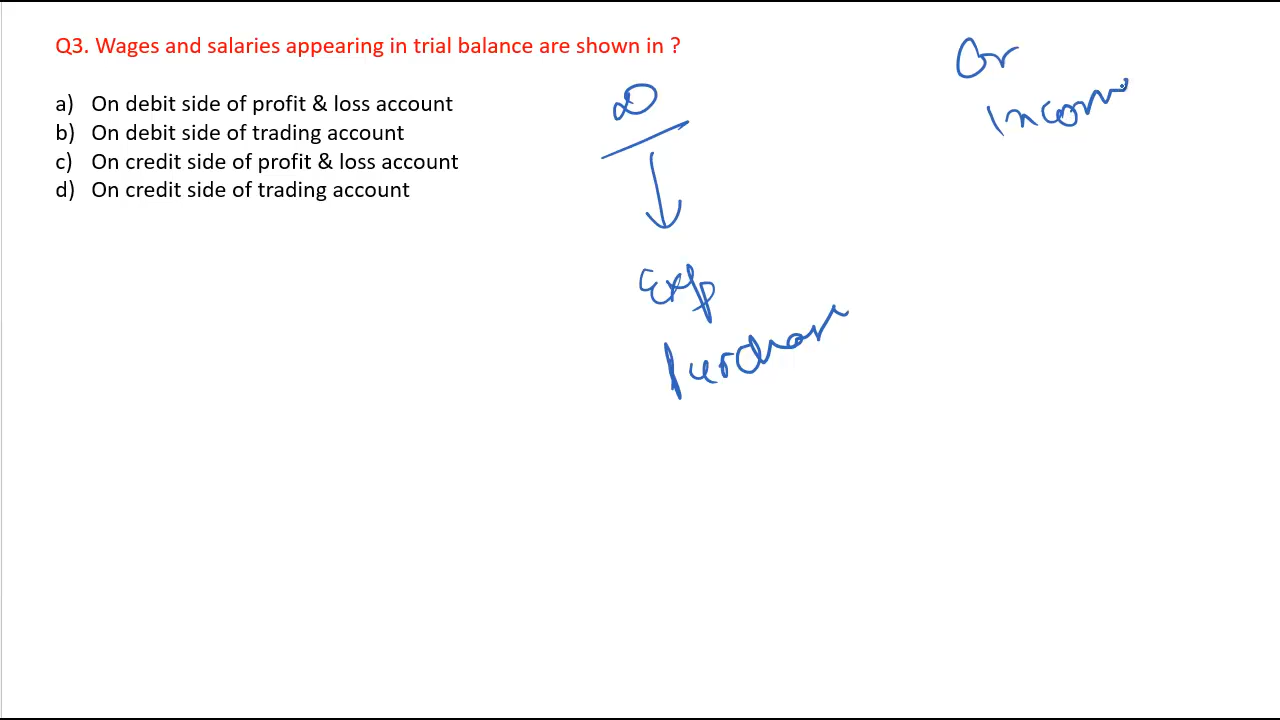 Q3. Wages and salaries appearing in trial balance are shown in ?
a) On debit side of profit & loss account
b) On debit side of trading account
c) On credit side of profit & loss account
d) On credit side of trading account
D
Exp
Purchase
Cr
Incom